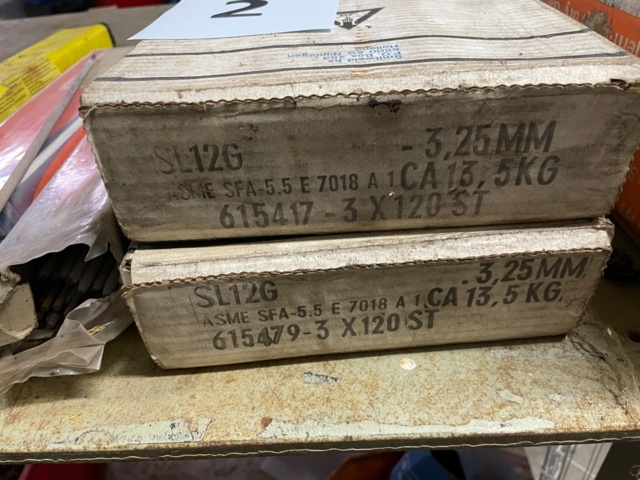 2
SL12G - 3,25MM
ASME SFA-5.5 E 7018 A 1 CA 13,5KG
615417-3 X120 ST
SL12G - 3,25MM
ASME SFA-5.5 E 7018 A 1 CA 13,5 KG.
615479-3 X120 ST